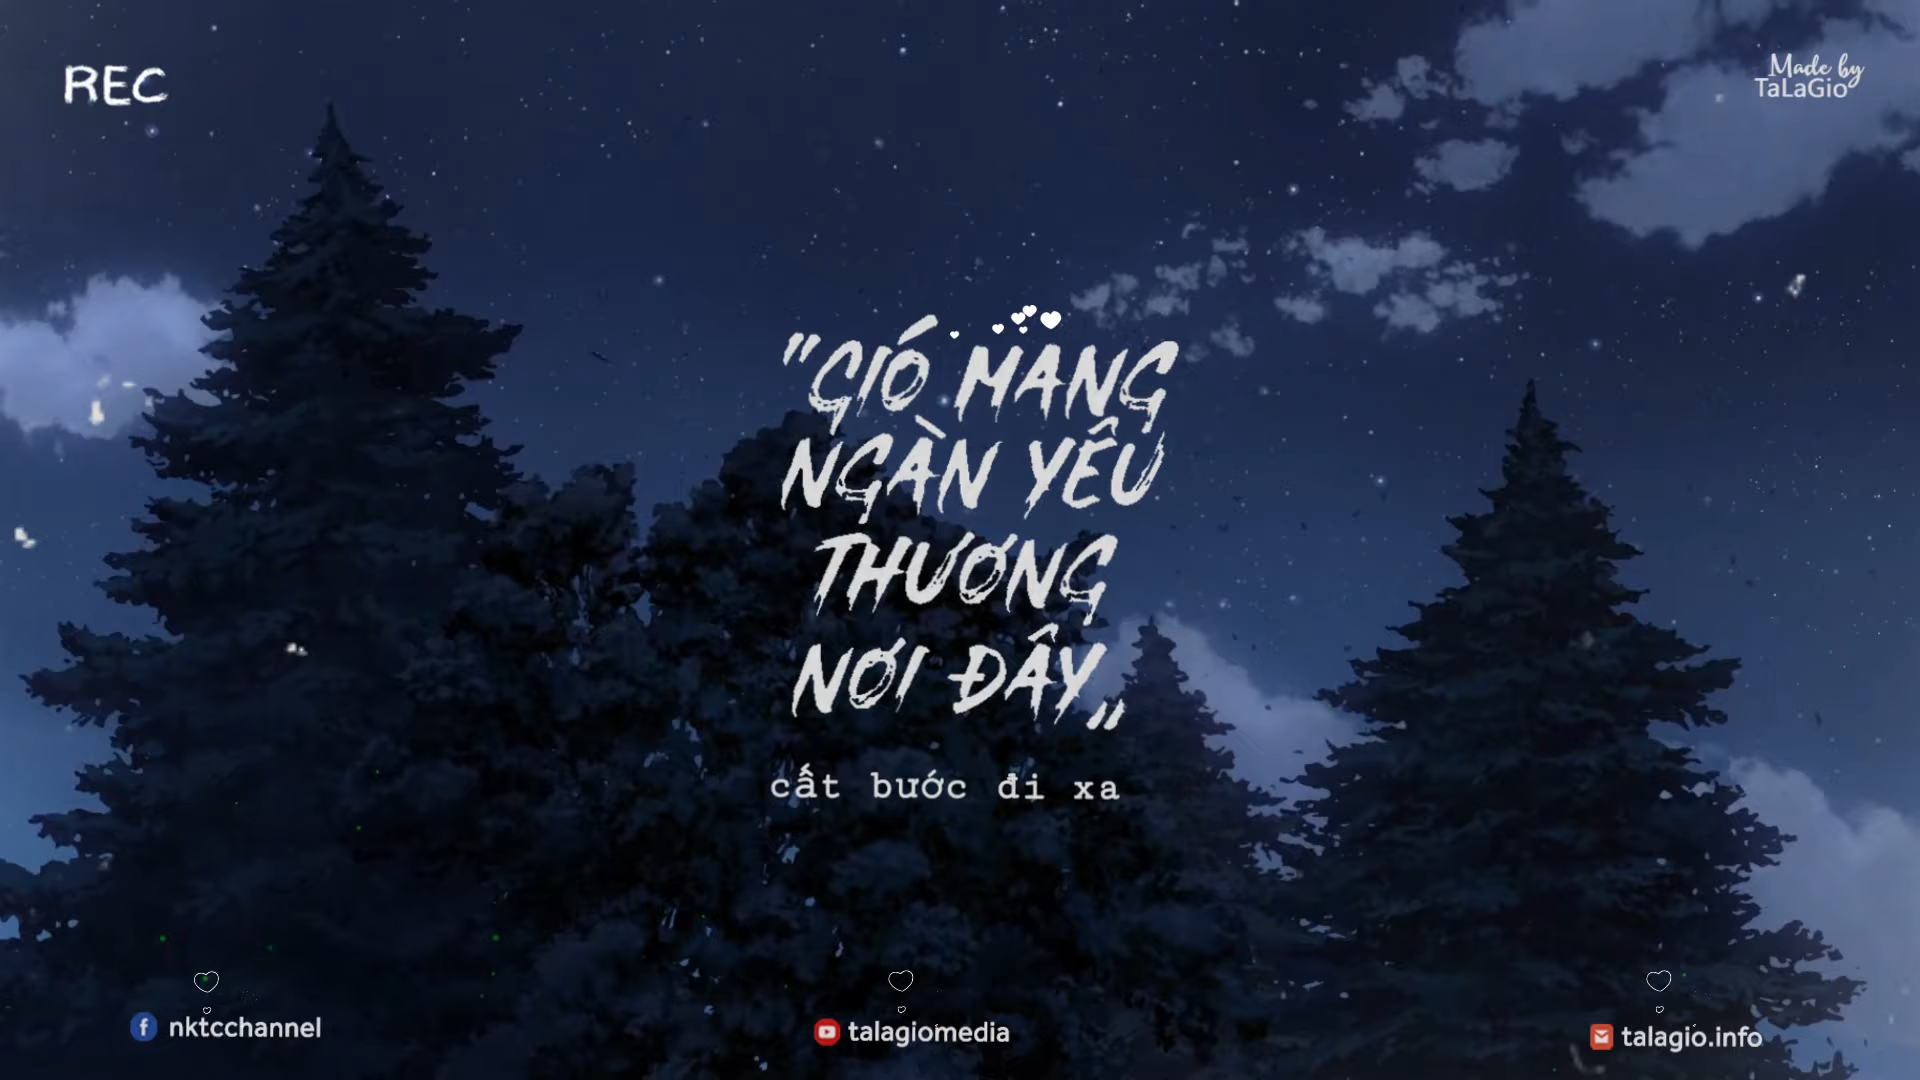 REC
Made by
TaLaGio
"GIÓ MANG
NGÀN YÊU
THƯƠNG
NƠI ĐÂY„
cất bước đi xa
nktcchannel
talagiomedia
talagio.info